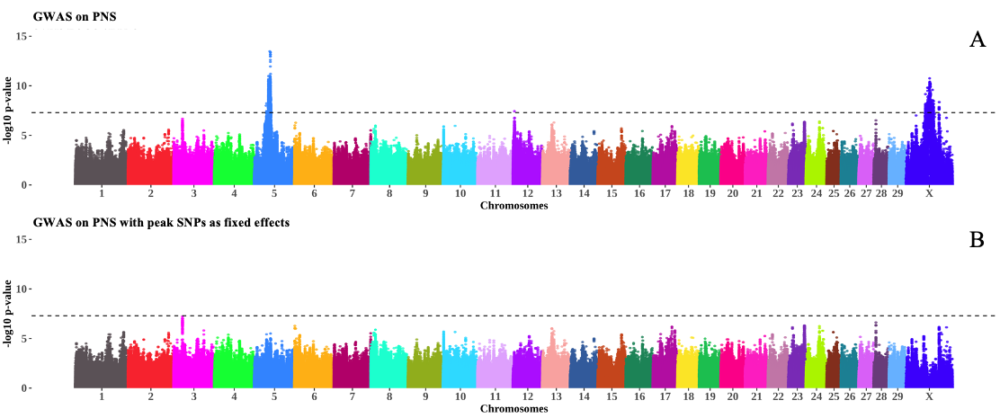 GWAS on PNS
A
15
10
5
0
-log10 p-value
1 2 3 4 5 6 7 8 9 10 11 12 13 14 15 16 17 18 19 20 21 22 23 24 25 26 27 28 29 X
Chromosomes
GWAS on PNS with peak SNPs as fixed effects
B
15
10
5
0
-log10 p-value
1 2 3 4 5 6 7 8 9 10 11 12 13 14 15 16 17 18 19 20 21 22 23 24 25 26 27 28 29 X
Chromosomes